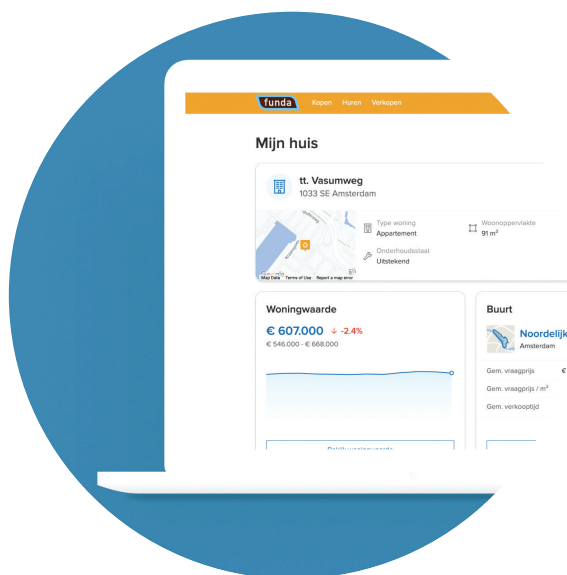 funda Kopen Huren Verkopen
Mijn huis
tt. Vasumweg
1033 SE Amsterdam
Type woning
Appartement
Woonoppervlakte
91 m²
Onderhoudsstaat
Uitstekend
Google
Map Data Terms of Use Report a map error
Woningwaarde
€ 607.000 ↓ -2.4%
€ 546.000 - € 668.000
Buurt
Noordelijk
Amsterdam
Gem. vraagprijs €
Gem. vraagprijs / m²
Gem. verkooptijd